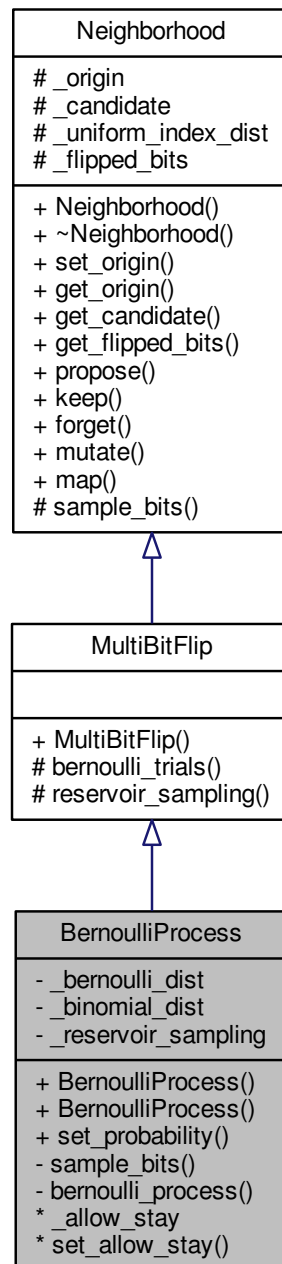 Neighborhood
# _origin
# _candidate
# _uniform_index_dist
# _flipped_bits
+ Neighborhood()
+ ~Neighborhood()
+ set_origin()
+ get_origin()
+ get_candidate()
+ get_flipped_bits()
+ propose()
+ keep()
+ forget()
+ mutate()
+ map()
# sample_bits()
MultiBitFlip
+ MultiBitFlip()
# bernoulli_trials()
# reservoir_sampling()
BernoulliProcess
- _bernoulli_dist
- _binomial_dist
- _reservoir_sampling
+ BernoulliProcess()
+ BernoulliProcess()
+ set_probability()
- sample_bits()
- bernoulli_process()
* _allow_stay
* set_allow_stay()